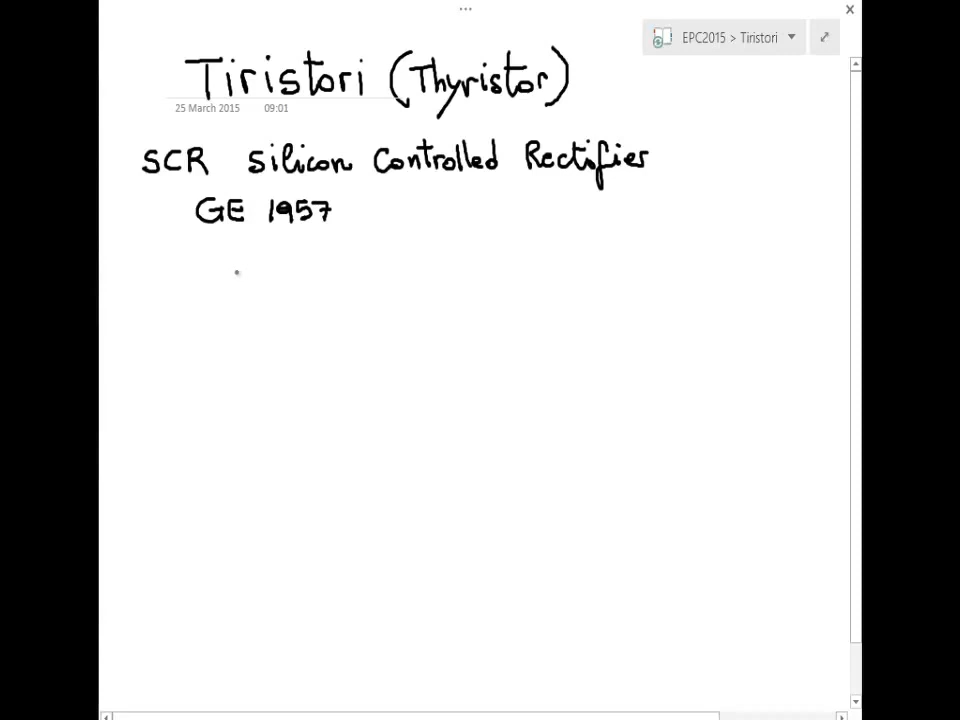 EPC2015 > Tiristori
Tiristori (Thyristor)
25 March 2015 09:01
SCR Silicon Controlled Rectifier
GE 1957